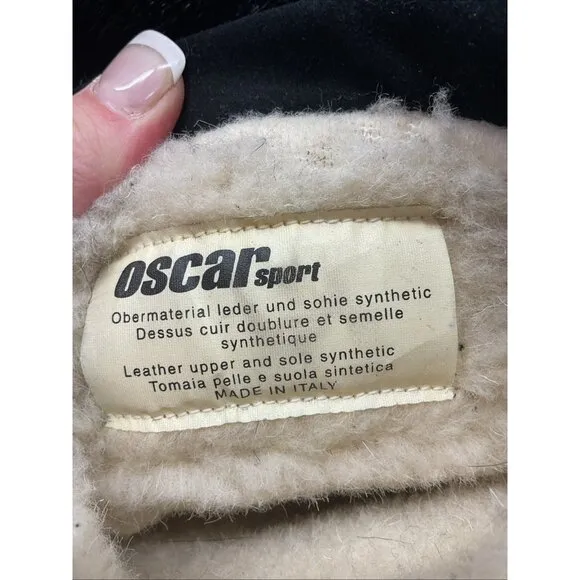 oscar sport
Obermaterial leder und sohie synthetic
Dessus cuir doublure et semelle
synthetique
Leather upper and sole synthetic
Tomaia pelle e suola sintetica
MADE IN ITALY